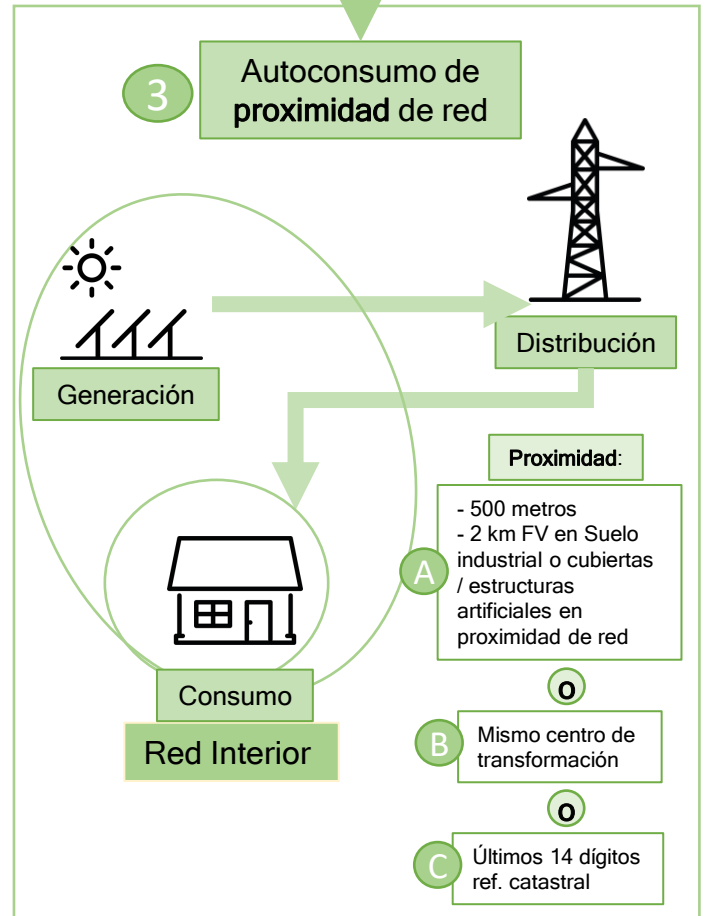 3
Autoconsumo de
proximidad de red
Distribución
Generación
Proximidad:
A
- 500 metros
- 2 km FV en Suelo
industrial o cubiertas
/ estructuras
artificiales en
proximidad de red
o
B
Mismo centro de
transformación
o
C
Últimos 14 dígitos
ref. catastral
Consumo
Red Interior